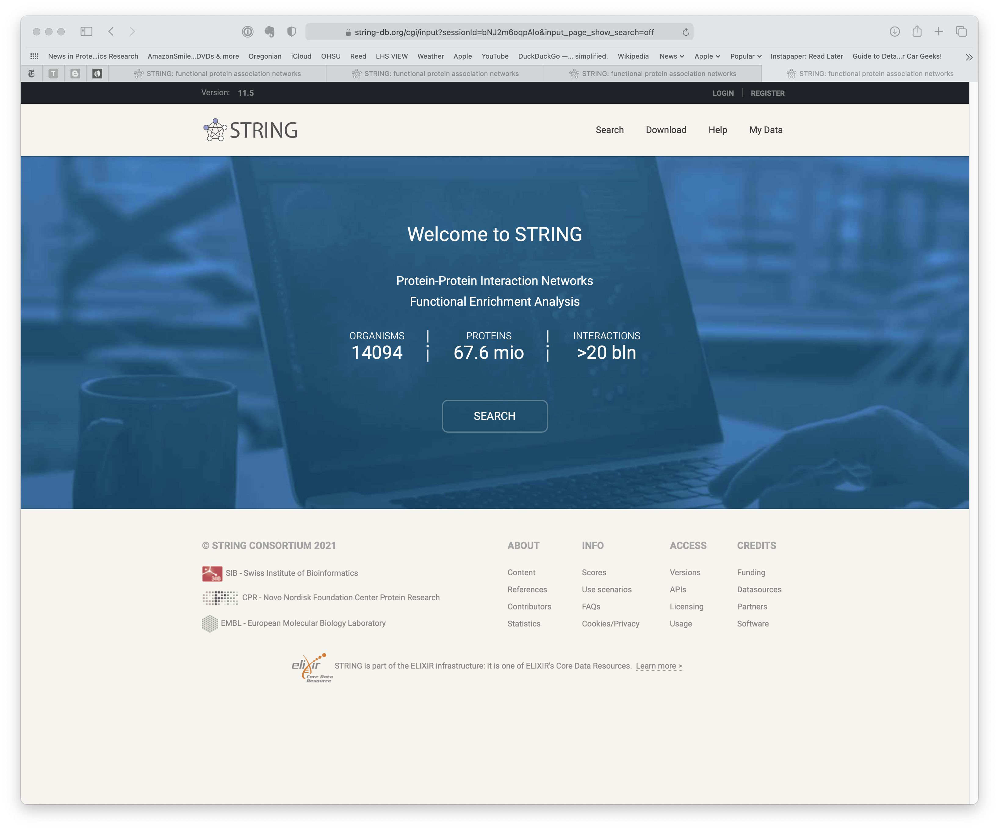 string-db.org/cgi/input?sessionId=bNJ2m6oqpAlo&input_page_show_search=off
News in Prote...ics Research AmazonSmile...DVDs & more Oregonian iCloud OHSU Reed LHS VIEW Weather Apple YouTube DuckDuckGo —... simplified. Wikipedia News Apple Popular Instapaper: Read Later Guide to Deta...r Car Geeks!
T STRING: functional protein association networks STRING: functional protein association networks STRING: functional protein association networks STRING: functional protein association networks
Version: 11.5 LOGIN REGISTER
STRING Search Download Help My Data
Welcome to STRING
Protein-Protein Interaction Networks
Functional Enrichment Analysis
ORGANISMS PROTEINS INTERACTIONS
14094 67.6 mio >20 bln
SEARCH
© STRING CONSORTIUM 2021 ABOUT INFO ACCESS CREDITS
SIB SIB - Swiss Institute of Bioinformatics Content Scores Versions Funding
References Use scenarios APIs Datasources
CPR CPR - Novo Nordisk Foundation Center Protein Research
Contributors FAQs Licensing Partners
EMBL - European Molecular Biology Laboratory Statistics Cookies/Privacy Usage Software
elixir STRING is part of the ELIXIR infrastructure: it is one of ELIXIR's Core Data Resources. Learn more >
Core Data
Resource